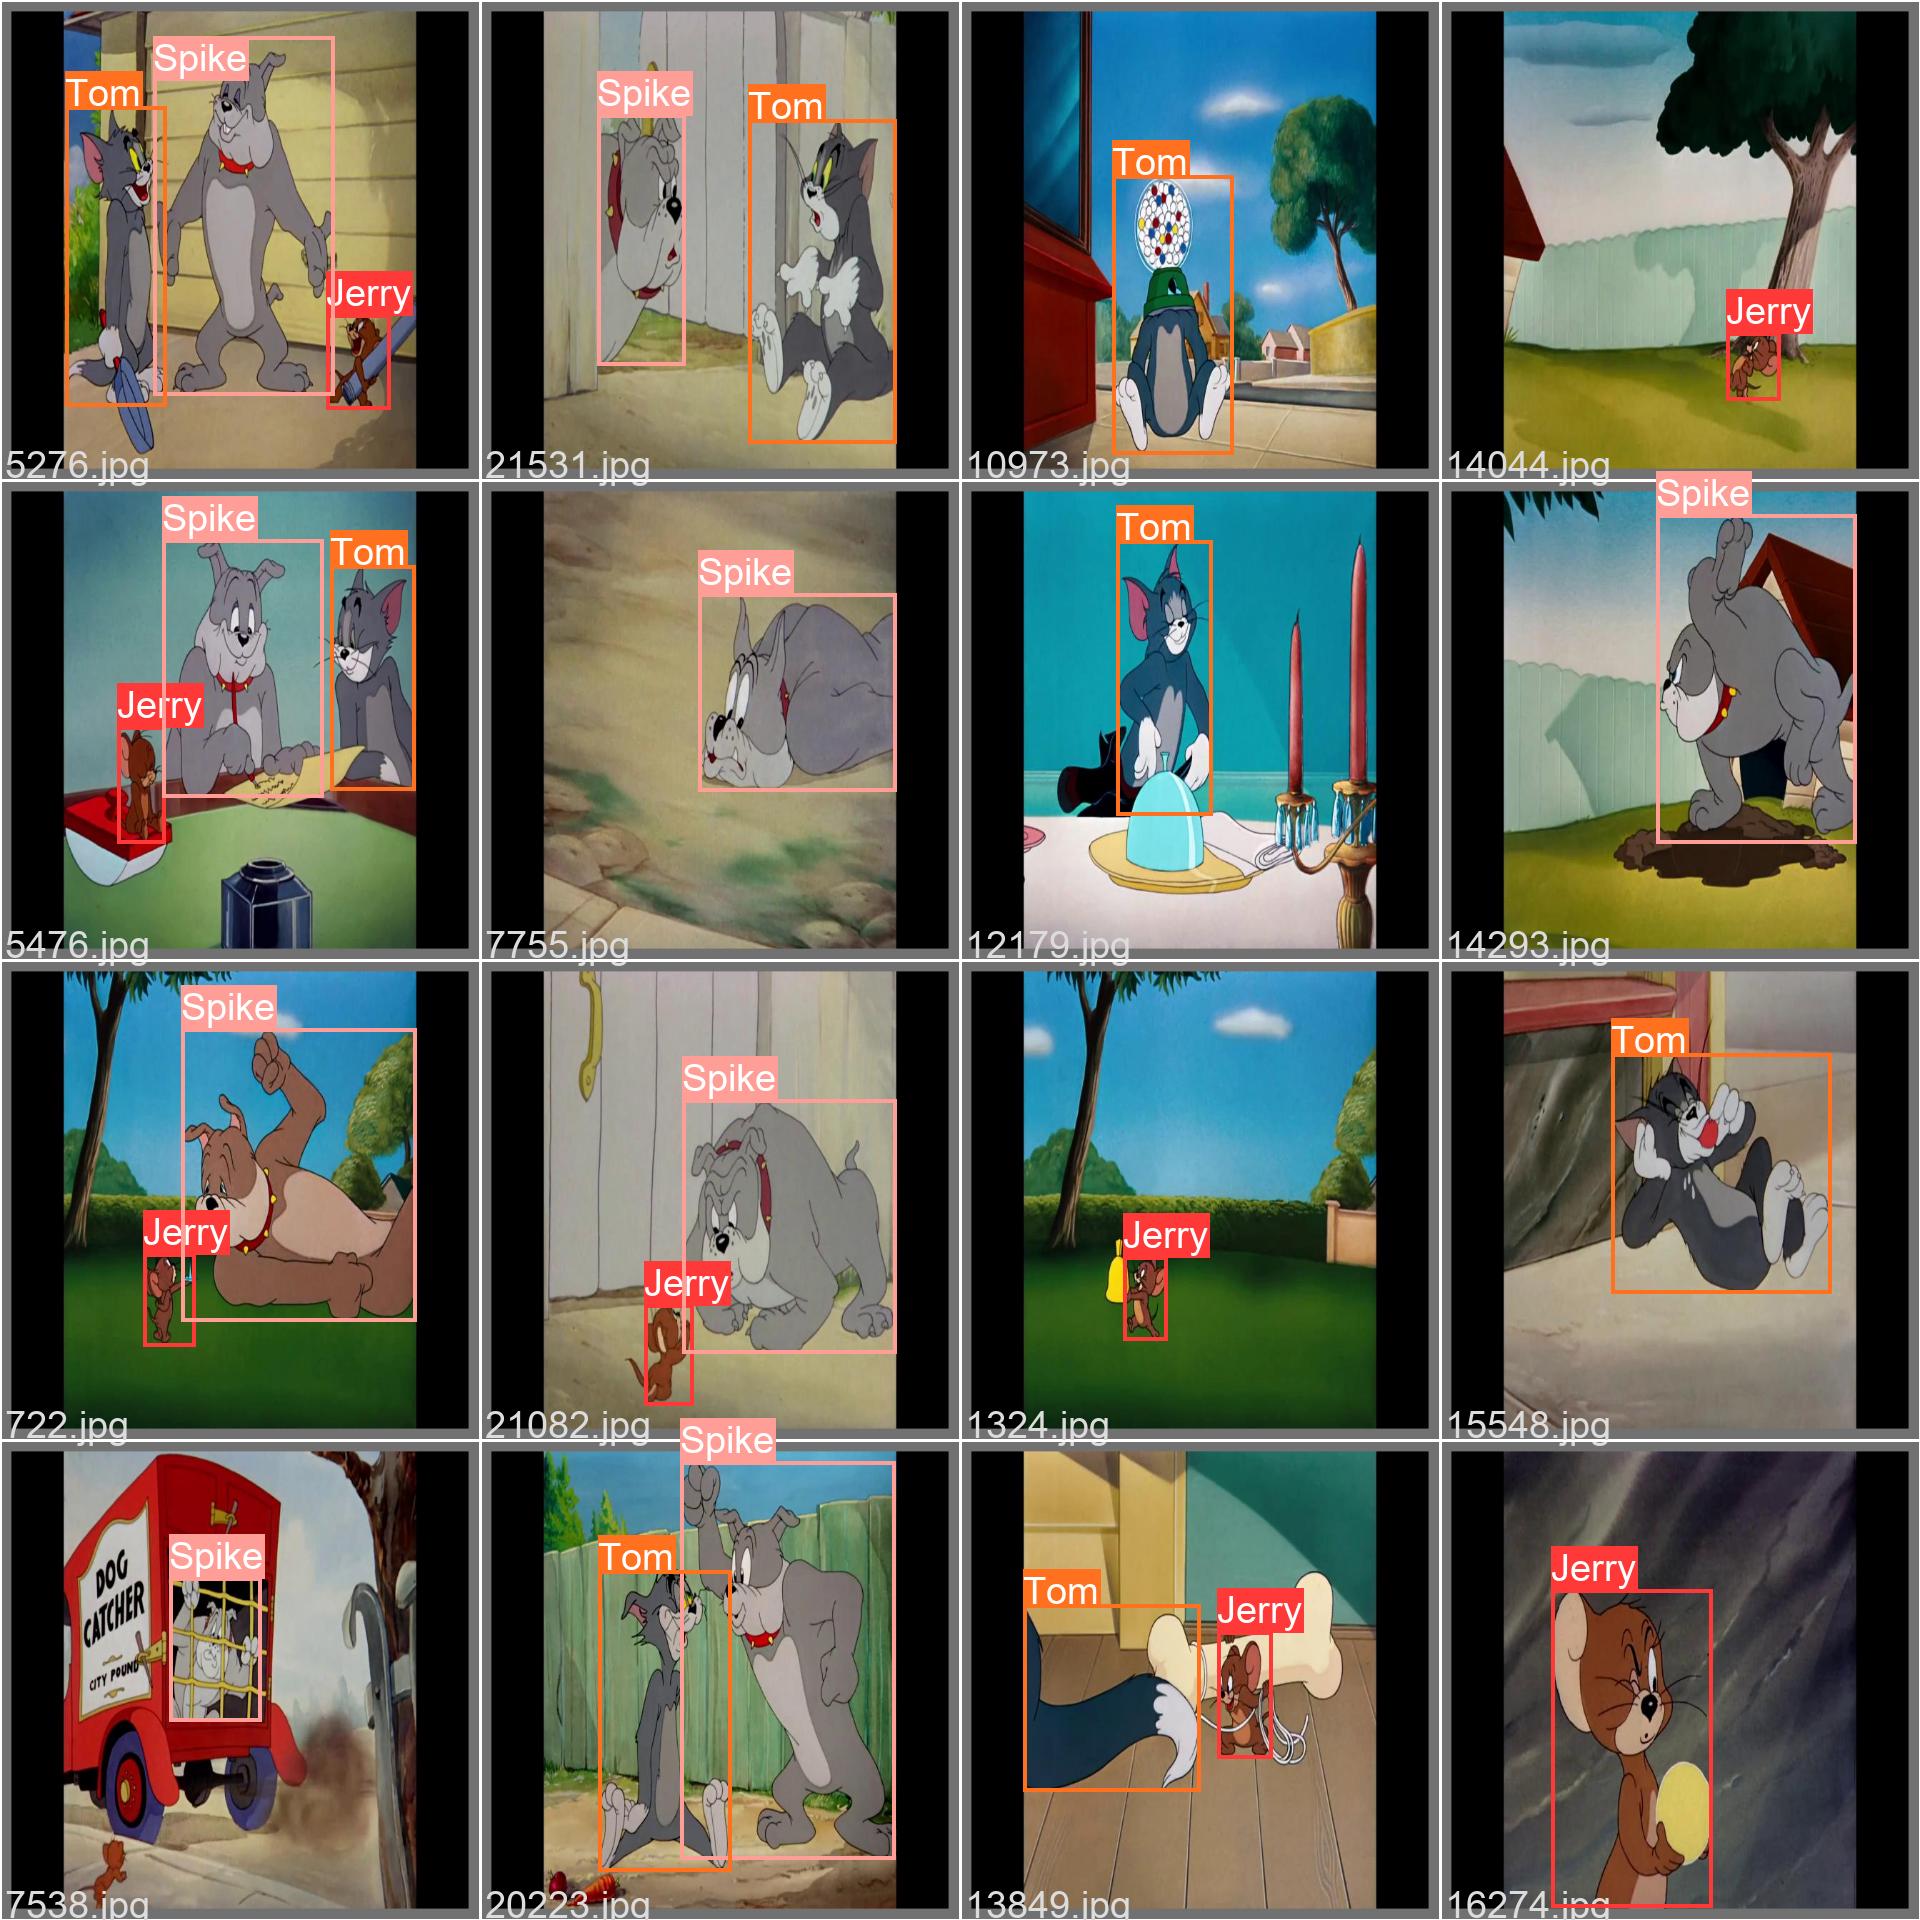 Spike
Tom
Jerry
5276.jpg
Spike
Tom
21531.jpg
Tom
10973.jpg
Jerry
14044.jpg
Spike
Tom
Jerry
5476.jpg
Spike
7755.jpg
Tom
12179.jpg
Spike
14293.jpg
Spike
Jerry
722.jpg
Spike
Jerry
21082.jpg
Jerry
1324.jpg
Tom
15548.jpg
Spike
DOG
CATCHER
CITY POUND
7538.jpg
Spike
Tom
20223.jpg
Tom
Jerry
13849.jpg
Jerry
16274.jpg